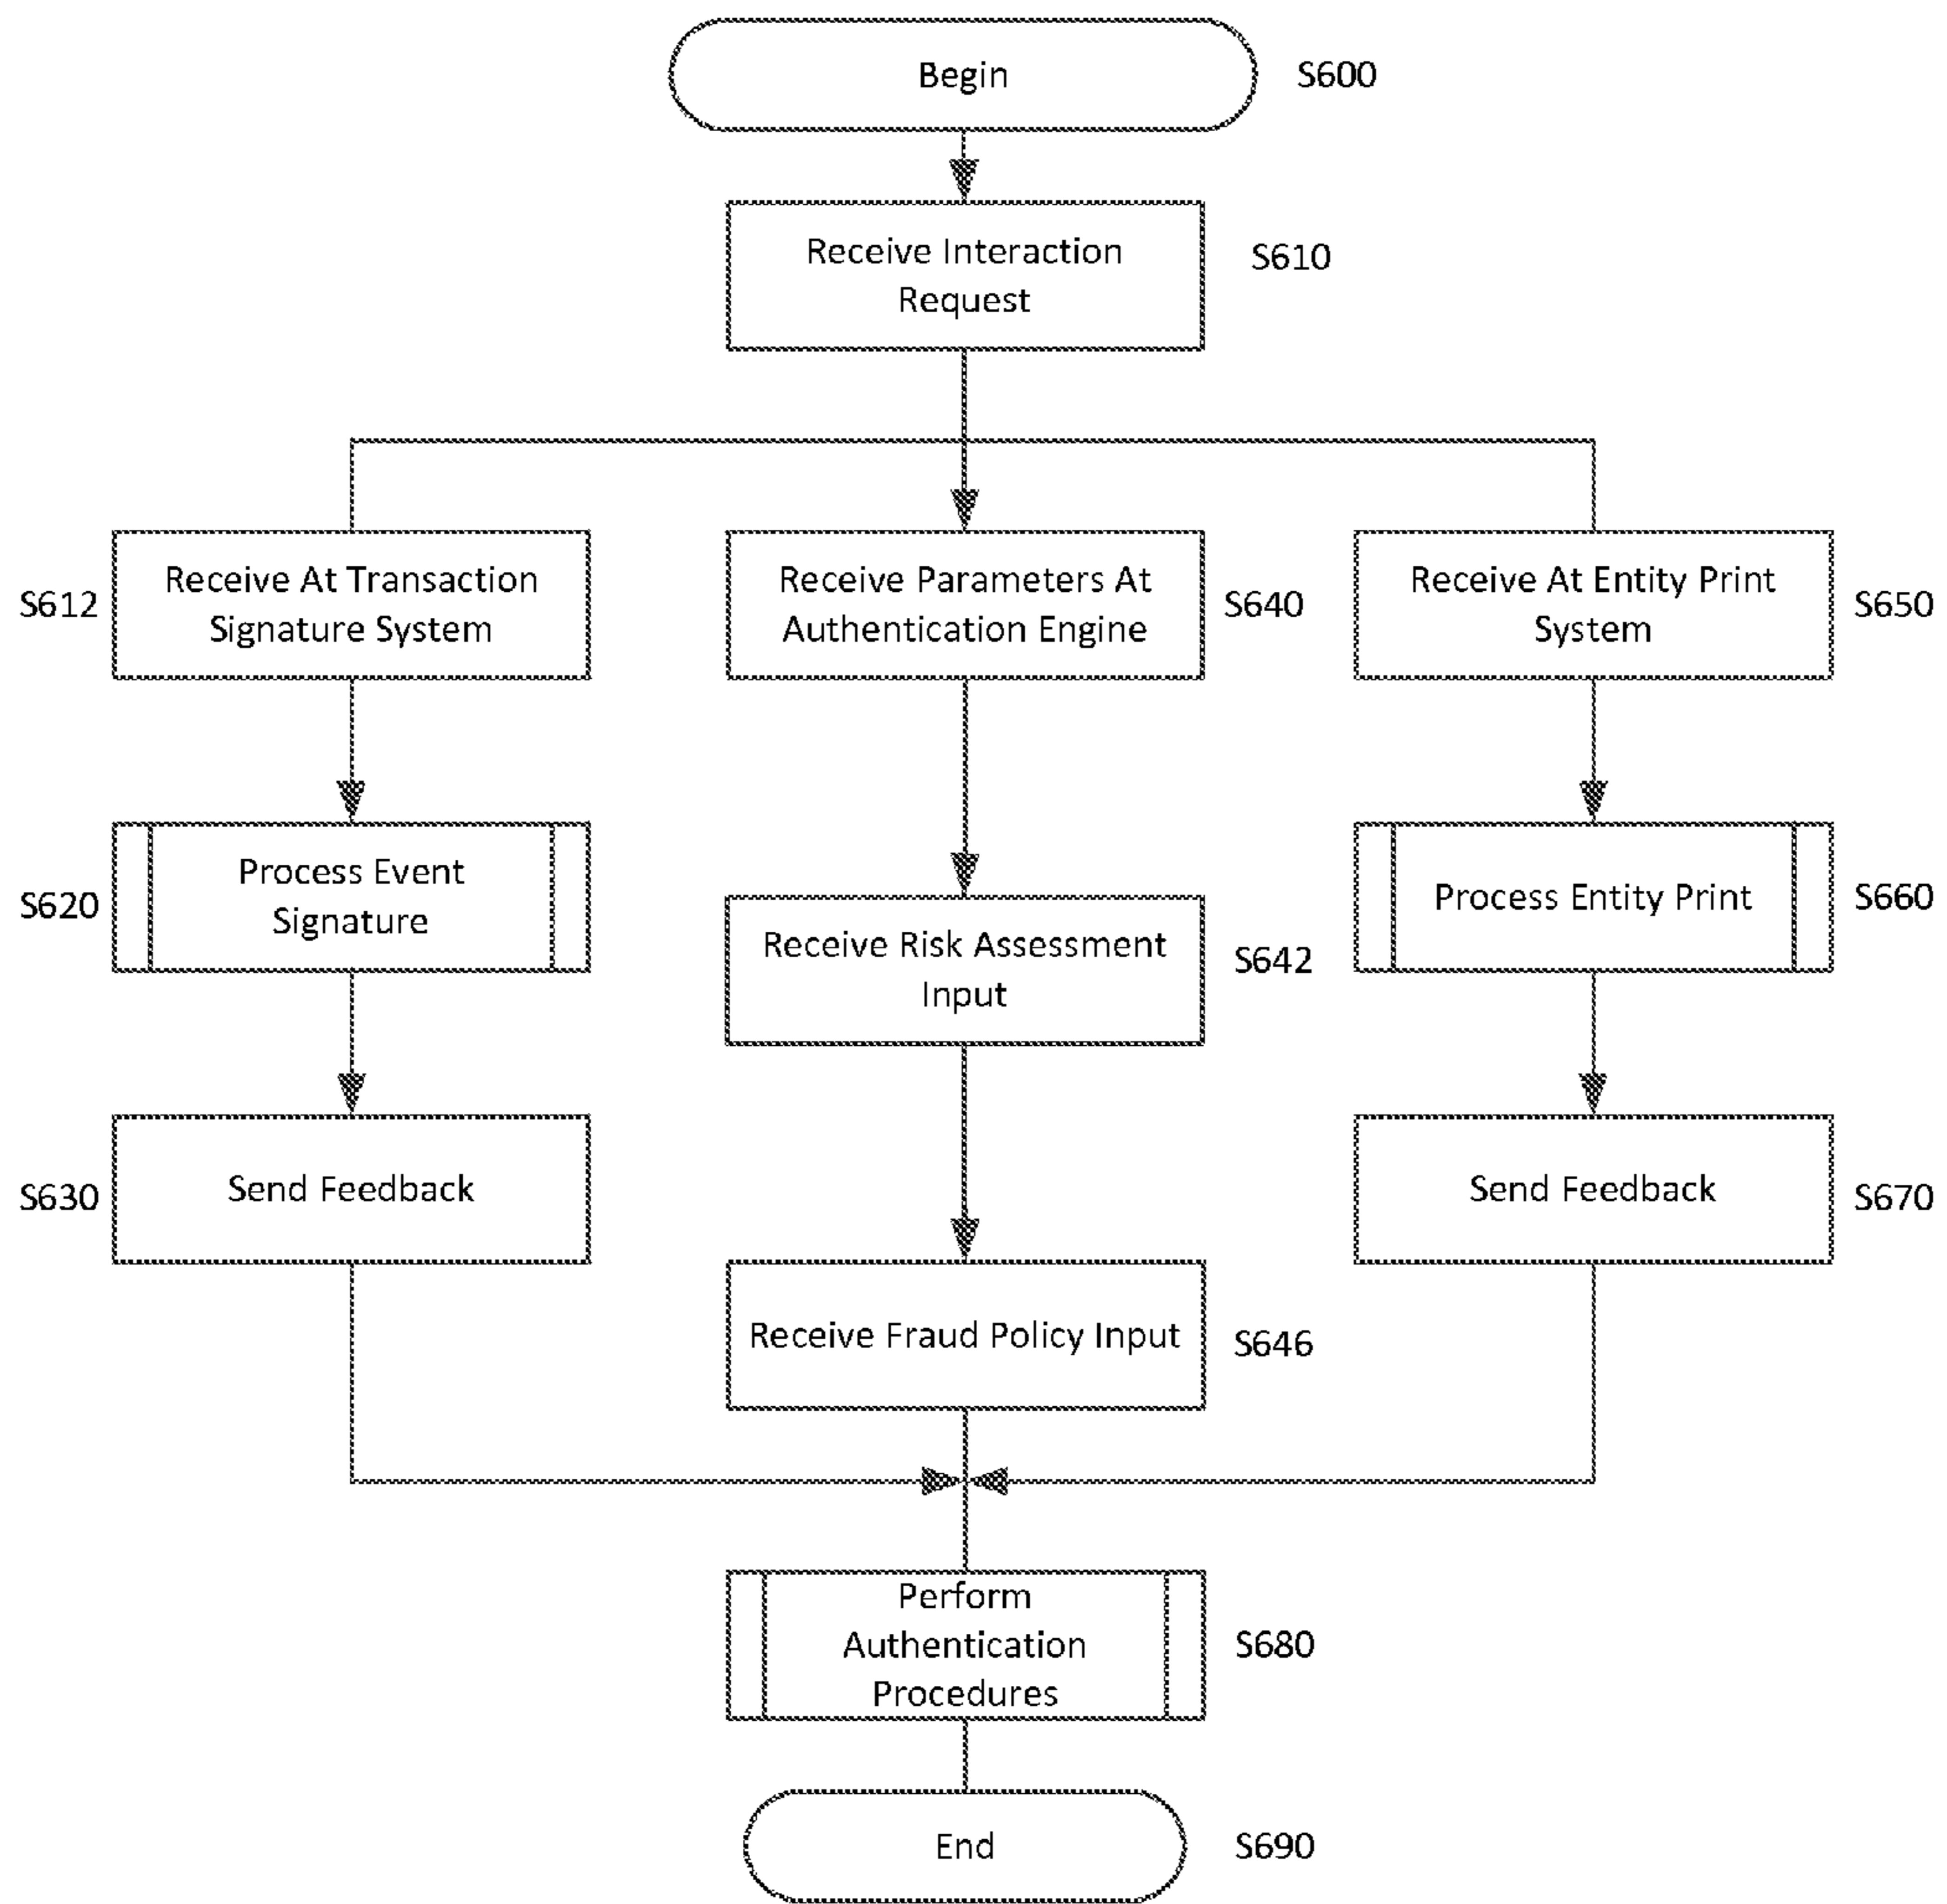 Begin
S600
Receive Interaction
Request
S610
S612
Receive At Transaction
Signature System
Receive Parameters At
Authentication Engine
S640
Receive At Entity Print
System
S650
S620
Process Event
Signature
Receive Risk Assessment
Input
S642
Process Entity Print
S660
S630
Send Feedback
Receive Fraud Policy Input
S646
Send Feedback
S670
Perform
Authentication
Procedures
S680
End
S690